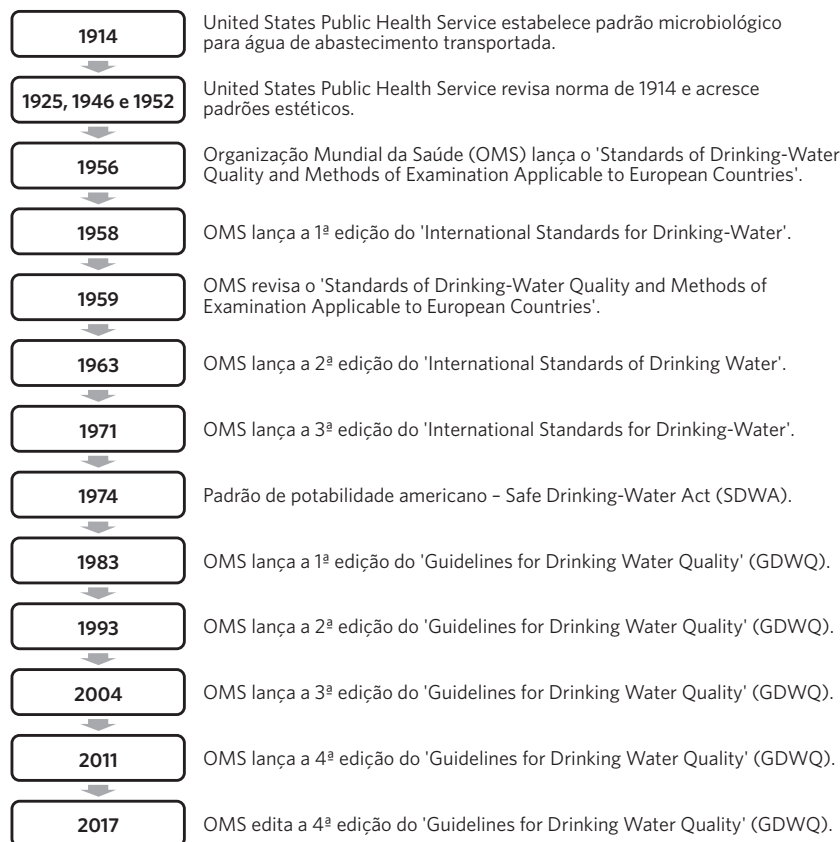 1914
United States Public Health Service estabelece padrão microbiológico
para água de abastecimento transportada.
1925, 1946 e 1952
United States Public Health Service revisa norma de 1914 e acresce
padrões estéticos.
1956
Organização Mundial da Saúde (OMS) lança o 'Standards of Drinking-Water
Quality and Methods of Examination Applicable to European Countries'.
1958
OMS lança a 1ª edição do 'International Standards for Drinking-Water'.
1959
OMS revisa o 'Standards of Drinking-Water Quality and Methods of
Examination Applicable to European Countries'.
1963
OMS lança a 2ª edição do 'International Standards of Drinking Water'.
1971
OMS lança a 3ª edição do 'International Standards for Drinking-Water'.
1974
Padrão de potabilidade americano – Safe Drinking-Water Act (SDWA).
1983
OMS lança a 1ª edição do 'Guidelines for Drinking Water Quality' (GDWQ).
1993
OMS lança a 2ª edição do 'Guidelines for Drinking Water Quality' (GDWQ).
2004
OMS lança a 3ª edição do 'Guidelines for Drinking Water Quality' (GDWQ).
2011
OMS lança a 4ª edição do 'Guidelines for Drinking Water Quality' (GDWQ).
2017
OMS edita a 4ª edição do 'Guidelines for Drinking Water Quality' (GDWQ).